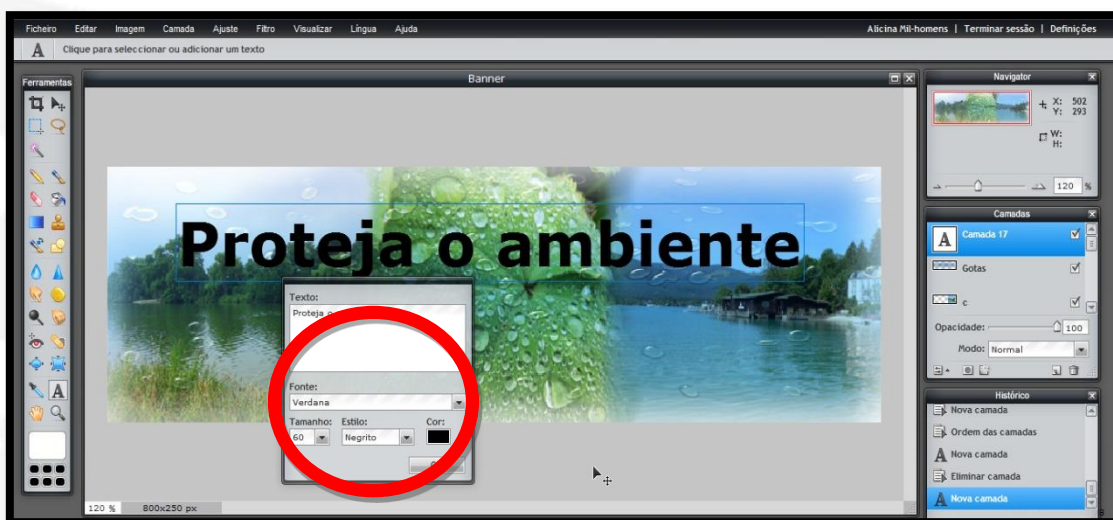 Ficheiro Editar Imagem Camada Ajuste Filtro Visualizar Língua Ajuda
Alicina Mil-homens | Terminar sessão | Definições
A Clique para seleccionar ou adicionar um texto
Ferramentas
Banner
Proteja o ambiente
Texto:
Proteja o
Fonte:
Verdana
Tamanho: Estilo: Cor:
60 Negrito
120 % 800x250 px
Navigator
X: 502
Y: 293
W:
H:
120 %
Camadas
A Camada 17
Gotas
c
Opacidade: 100
Modo: Normal
Histórico
Nova camada
Ordem das camadas
A Nova camada
Eliminar camada
A Nova camada